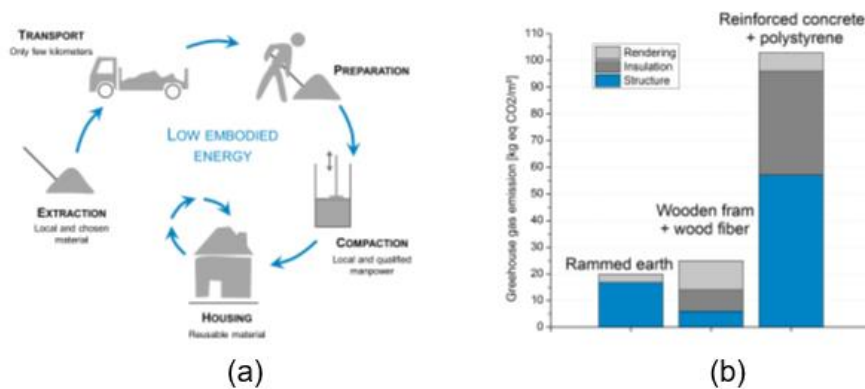 TRANSPORT
Only few kilometers
PREPARATION
LOW EMBODIED
ENERGY
EXTRACTION
Local and chosen
material
COMPACTION
Local and qualified
manpower
HOUSING
Reusable material
(a)
Reinforced concrete
+ polystyrene
Rendering
Insulation
Structure
Wooden fram
+ wood fiber
Rammed earth
Greehouse gas emission [kg eq CO2/m²]
110
100
90
80
70
60
50
40
30
20
10
0
(b)